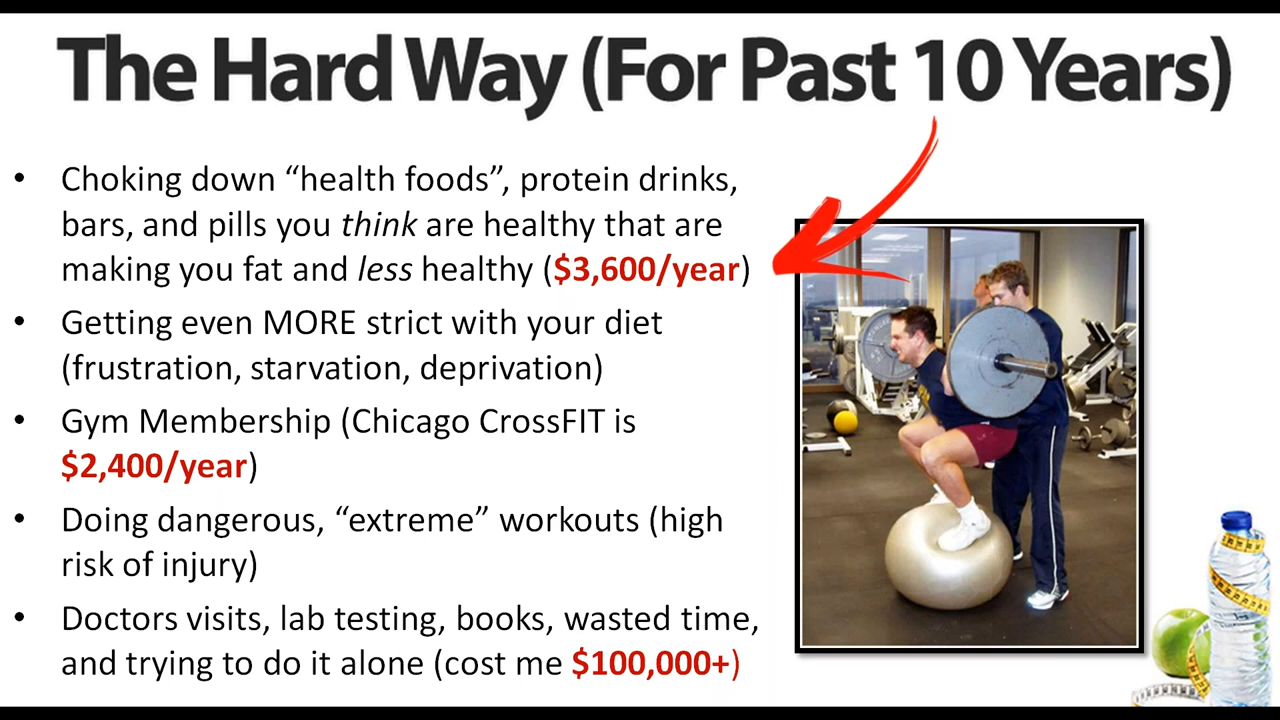 The Hard Way (For Past 10 Years)
• Choking down “health foods”, protein drinks,
bars, and pills you think are healthy that are
making you fat and less healthy ($3,600/year)
• Getting even MORE strict with your diet
(frustration, starvation, deprivation)
• Gym Membership (Chicago CrossFIT is
$2,400/year)
• Doing dangerous, “extreme” workouts (high
risk of injury)
• Doctors visits, lab testing, books, wasted time,
and trying to do it alone (cost me $100,000+)